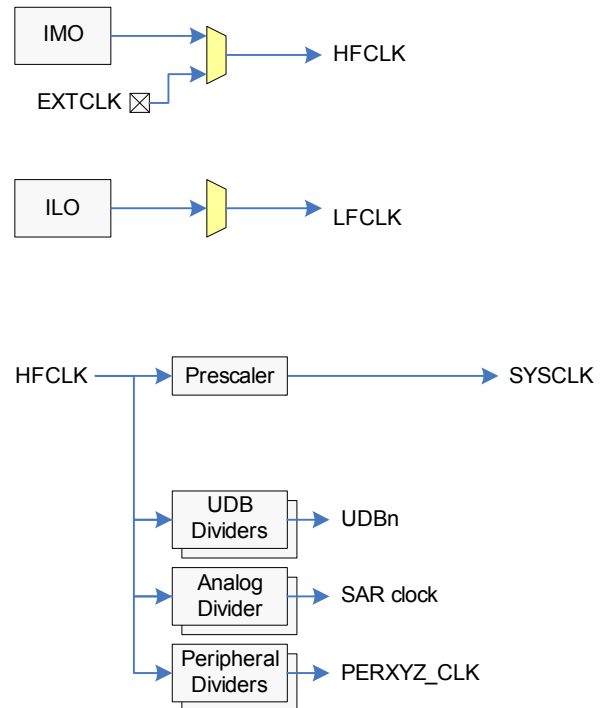 IMO
HFCLK
EXTCLK
ILO
LFCLK
HFCLK
Prescaler
SYSCLK
UDB
Dividers
UDBn
Analog
Divider
SAR clock
Peripheral
Dividers
PERXYZ_CLK